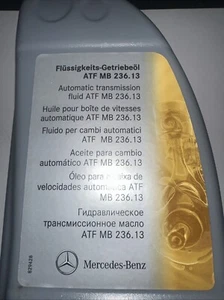 Flüssigkeits-Getriebeöl
ATF MB 236.13
Automatic transmission
fluid ATF MB 236.13
Huile pour boîte de vitesses
automatique ATF MB 236.13
Fluido per cambi automatici
ATF MB 236.13
Aceite para cambio
automático ATF MB 236.13
Óleo para caixa de
velocidades automática ATF
MB 236.13
Гидравлическое
трансмиссионное масло
ATF MB 236.13
Mercedes-Benz